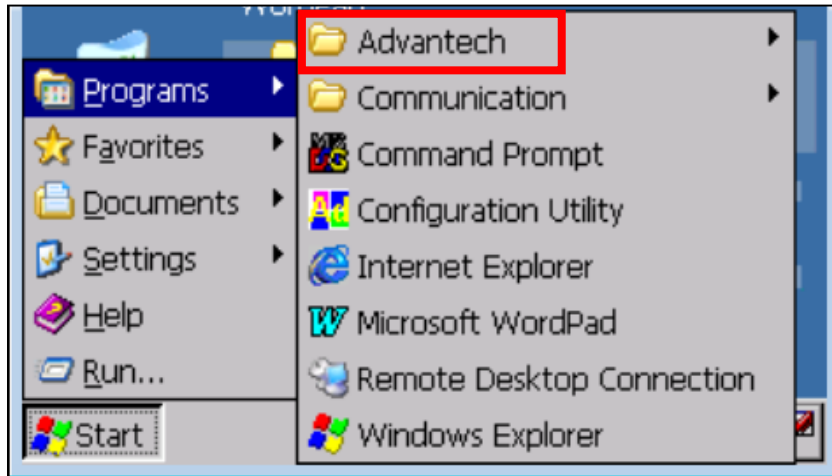 Programs
Favorites
Documents
Settings
Help
Run...
Start
Advantech
Communication
Command Prompt
Configuration Utility
Internet Explorer
Microsoft WordPad
Remote Desktop Connection
Windows Explorer